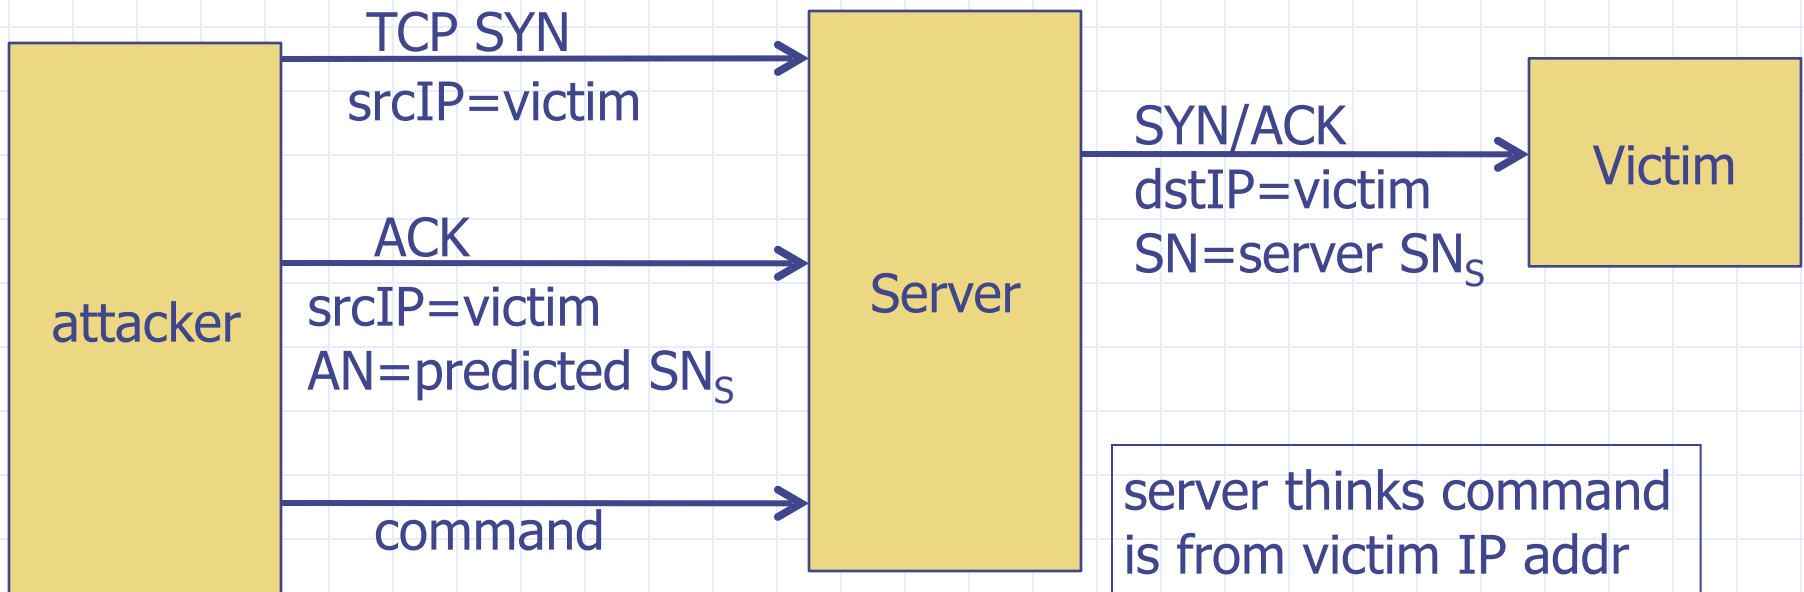 TCP SYN
srcIP=victim
SYN/ACK
dstIP=victim
SN=server SNS
Victim
ACK
srcIP=victim
AN=predicted SNS
attacker
Server
command
server thinks command
is from victim IP addr